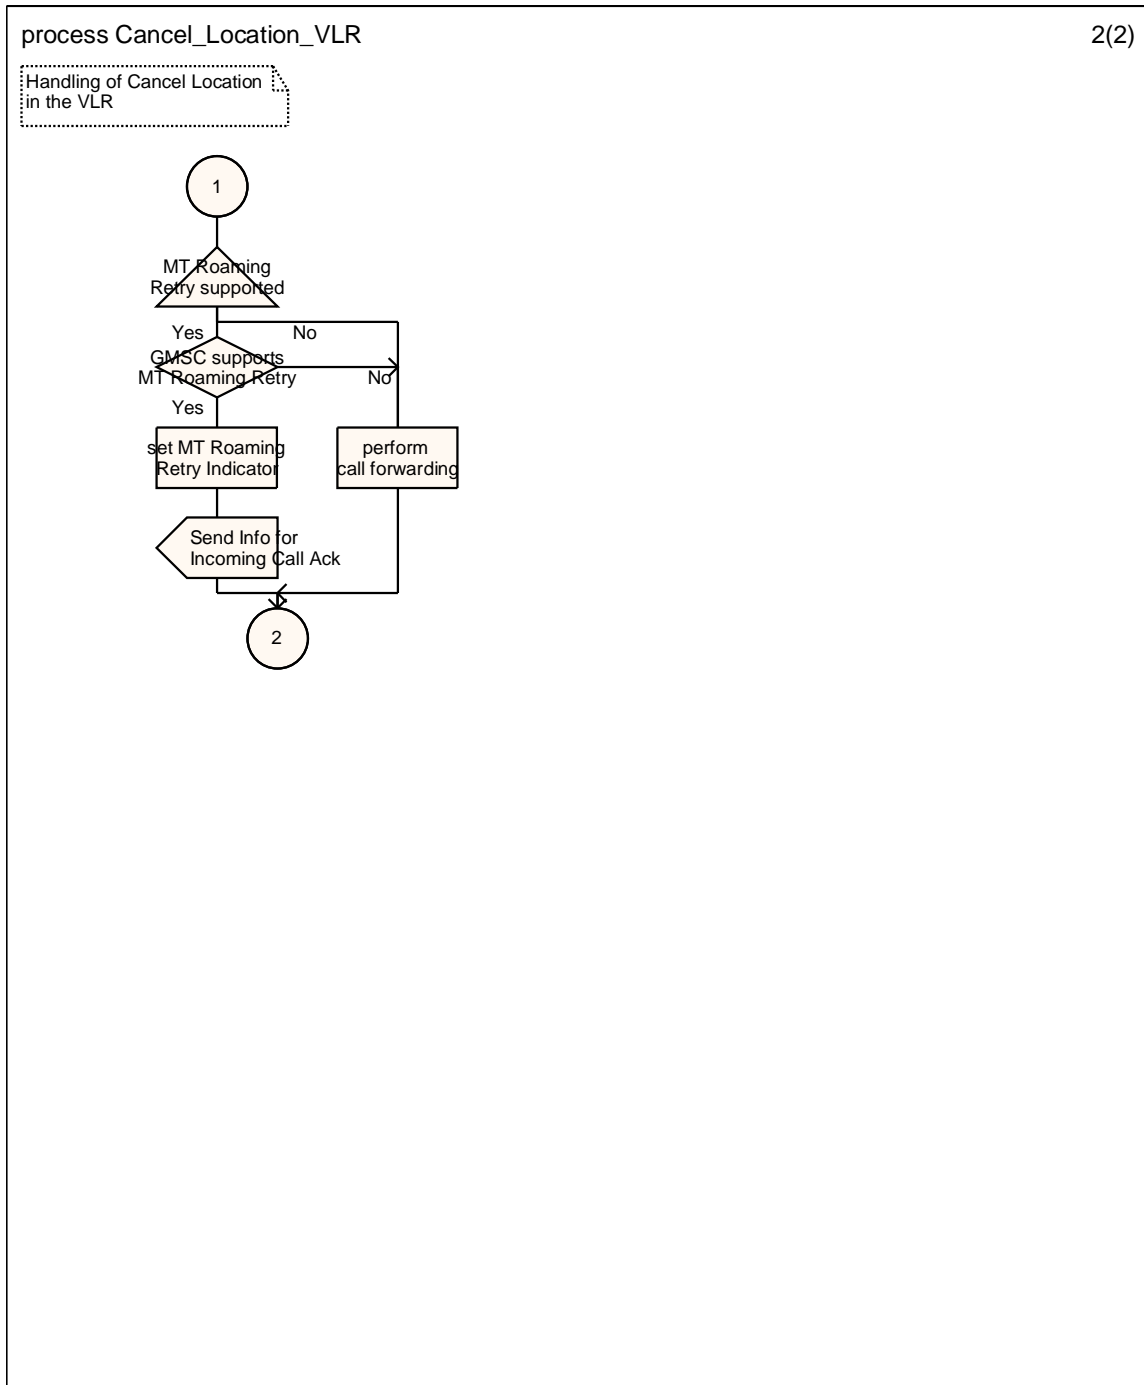 process Cancel_Location_VLR
2(2)
Handling of Cancel Location
in the VLR
1
MT Roaming
Retry supported
Yes
No
GMSC supports
MT Roaming Retry
No
Yes
set MT Roaming
Retry Indicator
perform
call forwarding
Send Info for
Incoming Call Ack
2